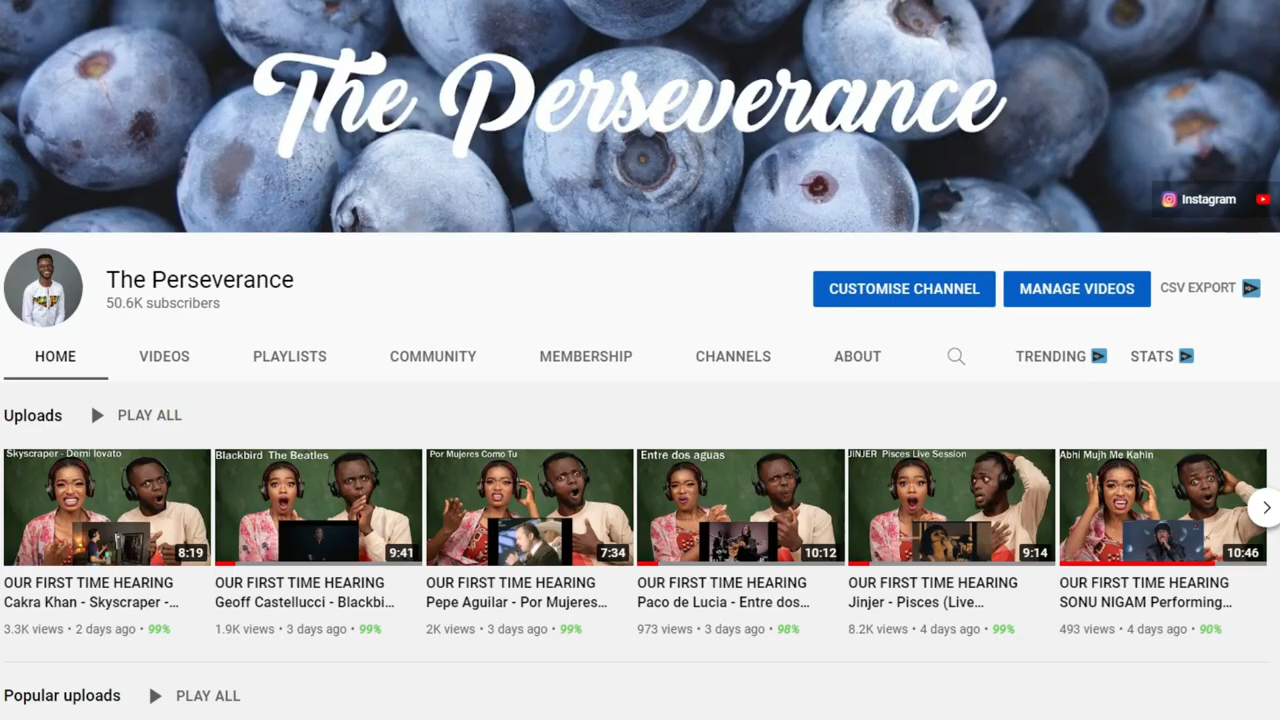 The Perseverance
Instagram
The Perseverance
50.6K subscribers
CUSTOMISE CHANNEL
MANAGE VIDEOS
CSV EXPORT
HOME
VIDEOS
PLAYLISTS
COMMUNITY
MEMBERSHIP
CHANNELS
ABOUT
TRENDING
STATS
Uploads
PLAY ALL
Skyscraper - Demi lovato
8:19
OUR FIRST TIME HEARING
Cakra Khan - Skyscraper -...
3.3K views • 2 days ago • 99%
Blackbird The Beatles
9:41
OUR FIRST TIME HEARING
Geoff Castellucci - Blackbi...
1.9K views • 3 days ago • 99%
Por Mujeres Como Tu
7:34
OUR FIRST TIME HEARING
Pepe Aguilar - Por Mujeres...
2K views • 3 days ago • 99%
Entre dos aguas
10:12
OUR FIRST TIME HEARING
Paco de Lucia - Entre dos...
973 views • 3 days ago • 98%
JINJER Pisces Live Session
9:14
OUR FIRST TIME HEARING
Jinjer - Pisces (Live...
8.2K views • 4 days ago • 99%
Abhi Mujh Me Kahin
10:46
OUR FIRST TIME HEARING
SONU NIGAM Performing...
493 views • 4 days ago • 90%
Popular uploads
PLAY ALL